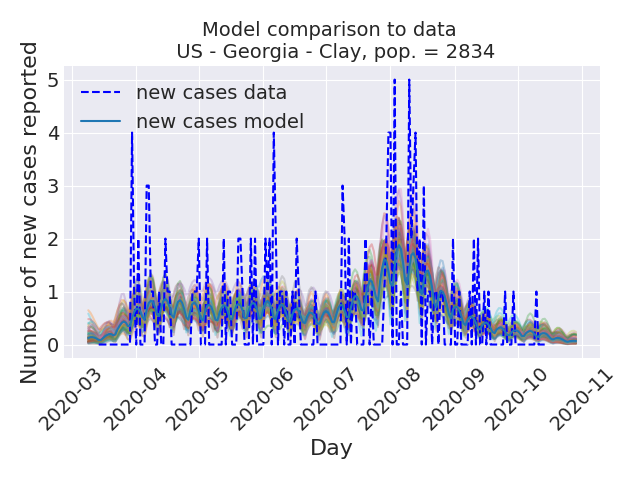 Model comparison to data
US - Georgia - Clay, pop. = 2834
Number of new cases reported
5
4
3
2
1
0
new cases data
new cases model
2020-03
2020-04
2020-05
2020-06
2020-07
2020-08
2020-09
2020-10
2020-11
Day